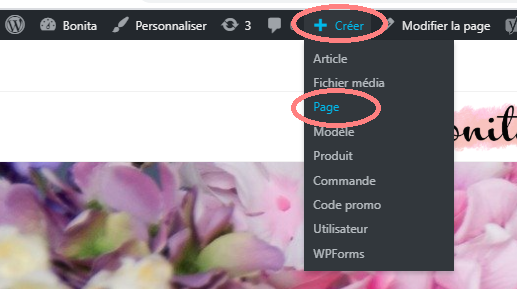 Bonita Personnaliser 3 Créer Modifier la page
Article
Fichier média
Page
Modèle
Produit
Commande
Code promo
Utilisateur
WPForms